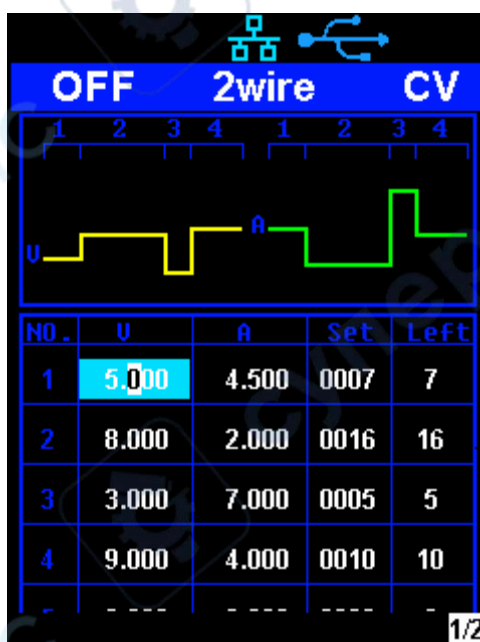 OFF 2wire CV
1 2 3 4 1 2 3 4
V A
NO. V A Set Left
1 5.000 4.500 0007 7
2 8.000 2.000 0016 16
3 3.000 7.000 0005 5
4 9.000 4.000 0010 10
1/2